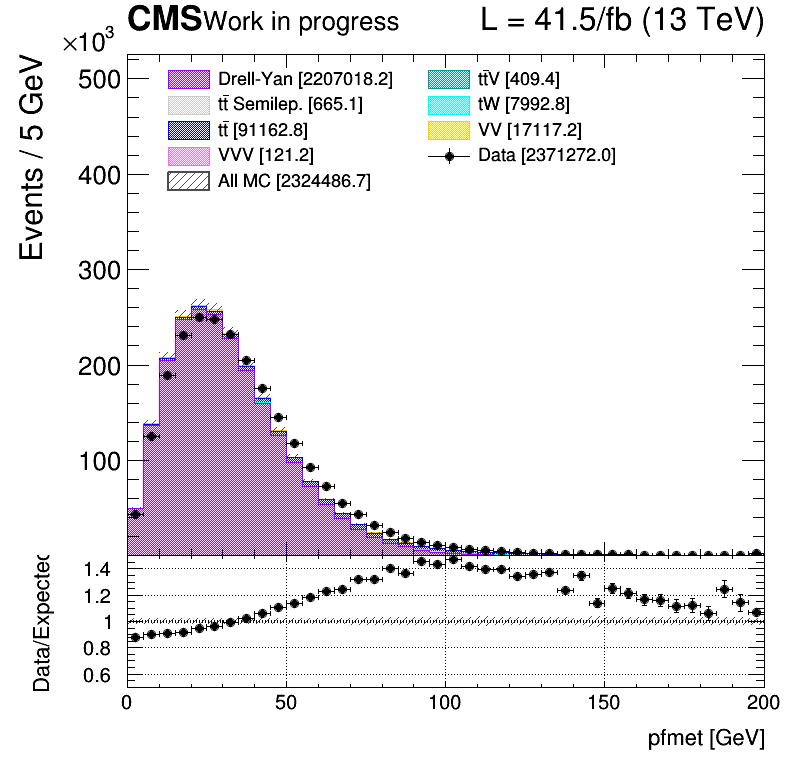 CMS Work in progress L = 41.5/fb (13 TeV)
×10³
Events / 5 GeV
500
400
300
200
100
Drell-Yan [2207018.2]
tt̄ Semilep. [665.1]
tt̄ [91162.8]
VVV [121.2]
All MC [2324486.7]
tt̄V [409.4]
tW [7992.8]
VV [17117.2]
Data [2371272.0]
Data/Expected
1.4
1.2
1
0.8
0.6
0 50 100 150 200
pfmet [GeV]